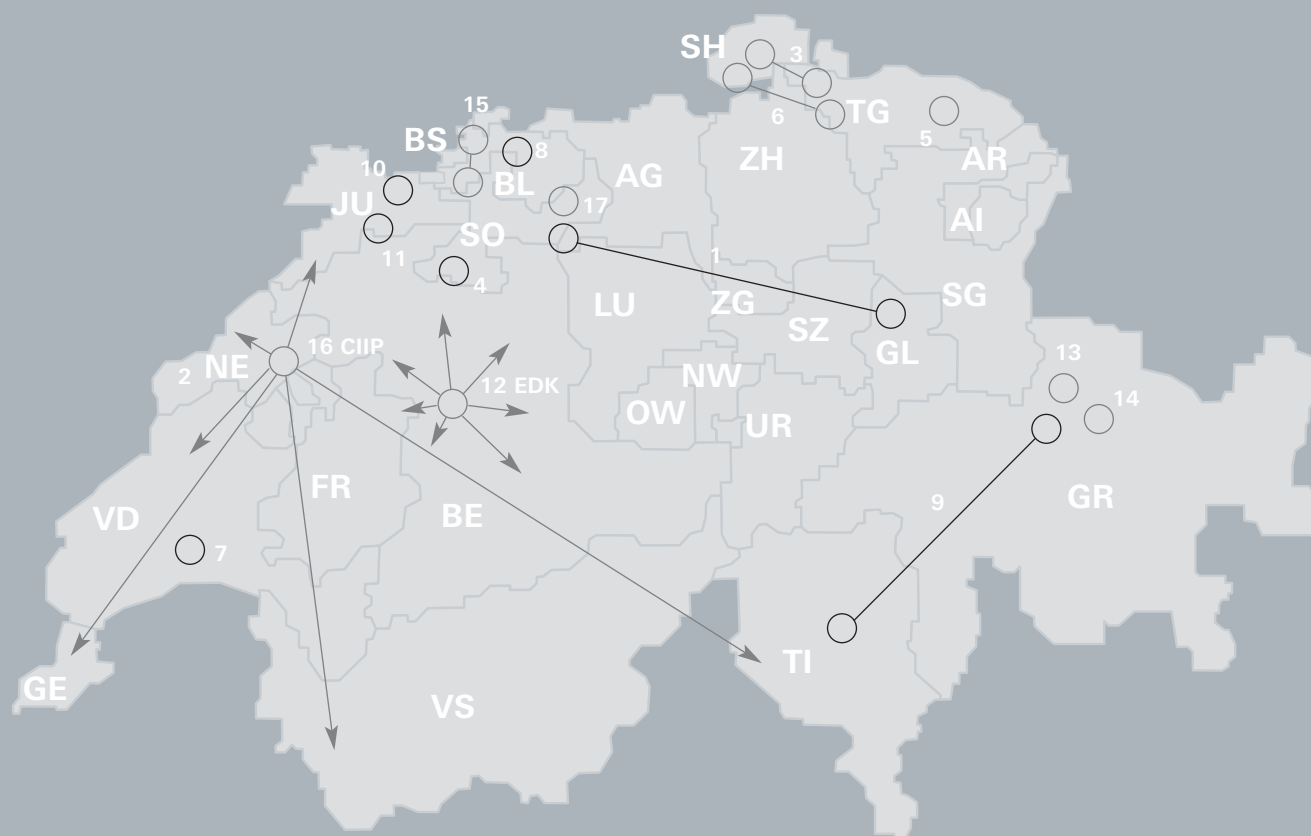 SH
3
15
6
TG
BS
5
8
AR
10
ZH
BL
AG
JU
17
AI
SO
11
1
4
LU
ZG
SG
SZ
16 CIIP
GL
13
2
NE
NW
12 EDK
14
OW
UR
FR
GR
9
VD
BE
7
TI
GE
VS